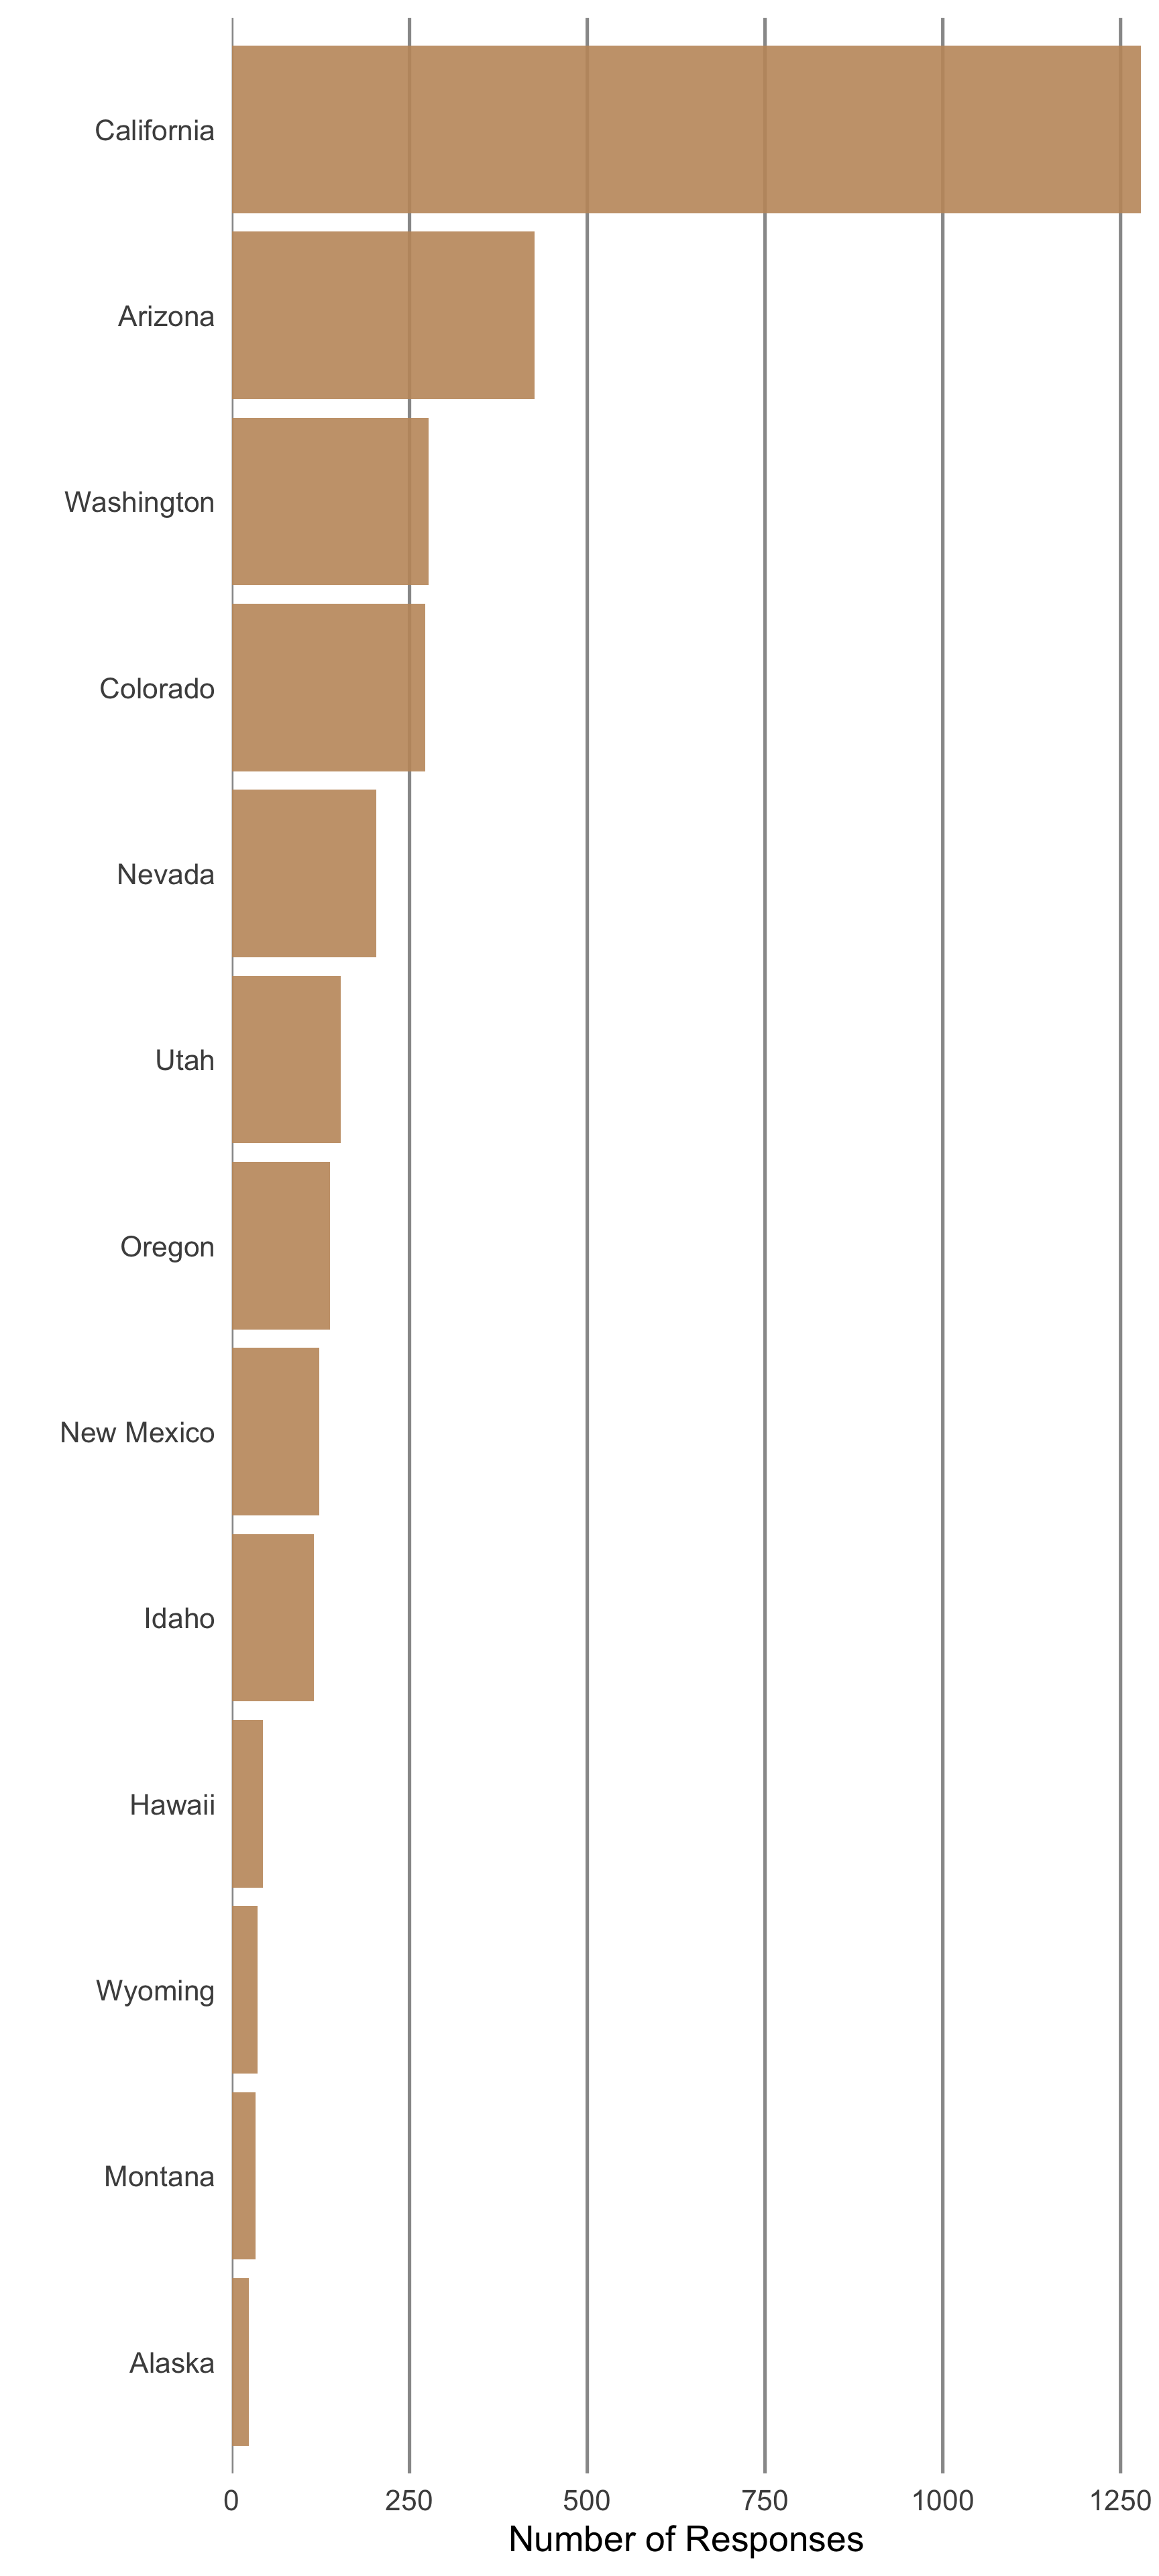 California
Arizona
Washington
Colorado
Nevada
Utah
Oregon
New Mexico
Idaho
Hawaii
Wyoming
Montana
Alaska
0 250 500 750 1000 1250
Number of Responses